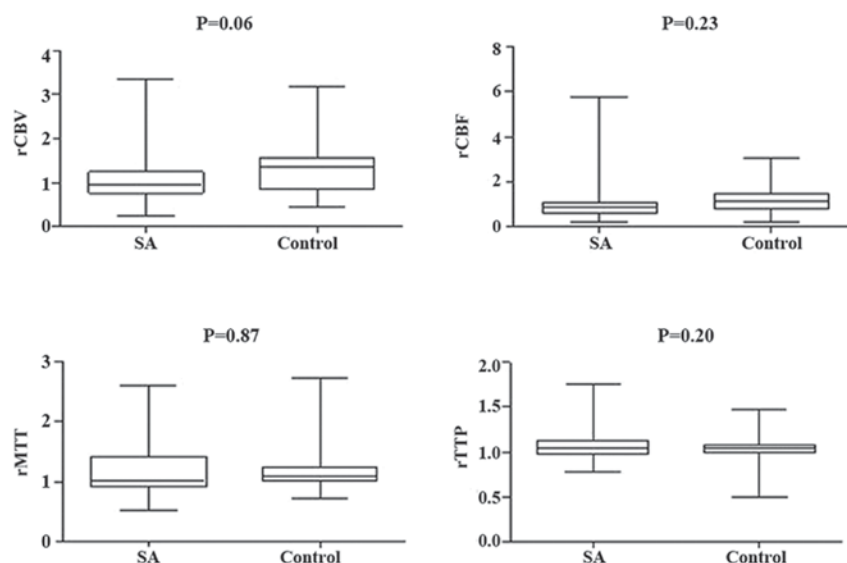 P=0.06
rCBV
4
3
2
1
0
SA Control
P=0.23
rCBF
8
6
4
2
0
SA Control
P=0.87
rMTT
3
2
1
0
SA Control
P=0.20
rTTP
2.0
1.5
1.0
0.5
0.0
SA Control